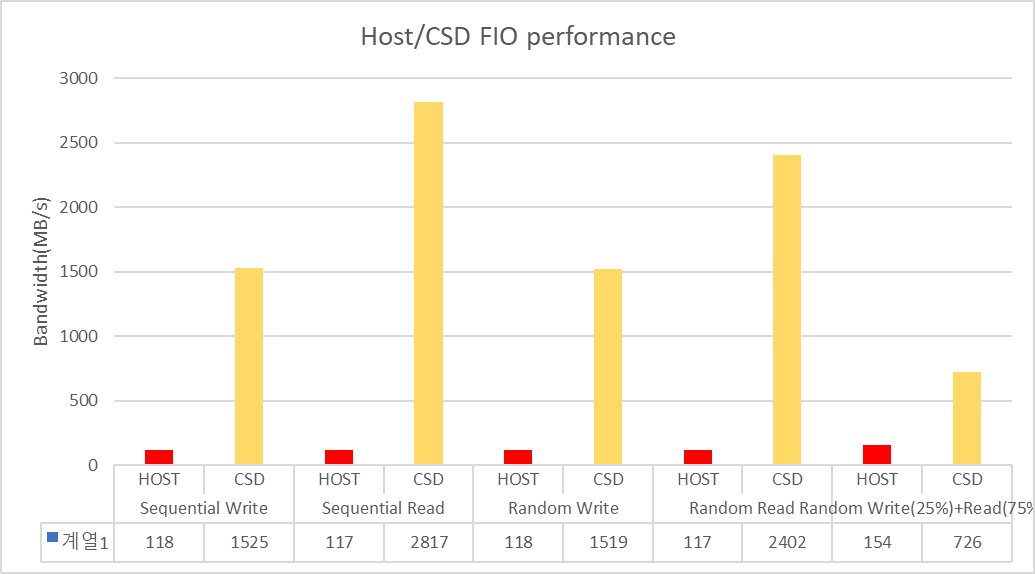 Host/CSD FIO performance
Bandwidth(MB/s)
3000
2500
2000
1500
1000
500
0
HOST CSD HOST CSD HOST CSD HOST CSD HOST CSD
Sequential Write Sequential Read Random Write Random Read Random Write(25%)+Read(75%
계열1 118 1525 117 2817 118 1519 117 2402 154 726